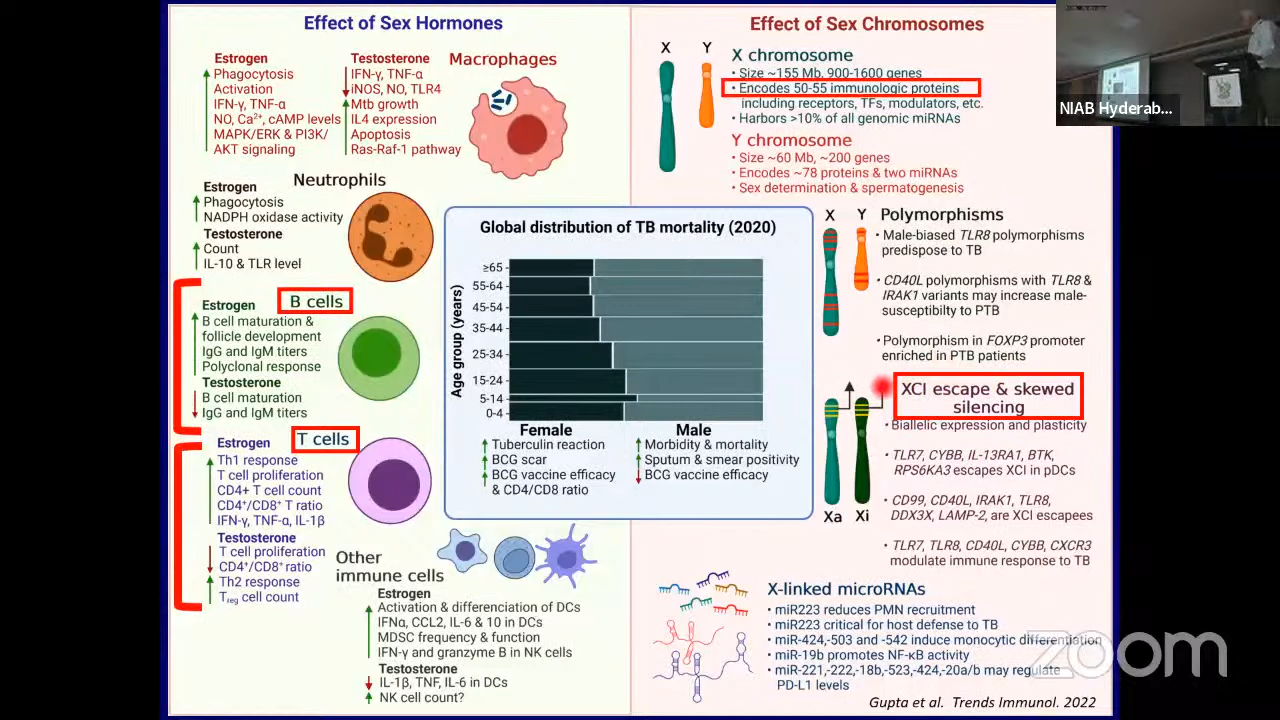 Effect of Sex Hormones
Estrogen
Phagocytosis
Activation
IFN-γ, TNF-α
NO, Ca²⁺, cAMP levels
MAPK/ERK & PI3K/
AKT signaling
Testosterone
IFN-γ, TNF-α
iNOS, NO, TLR4
Mtb growth
IL4 expression
Apoptosis
Ras-Raf-1 pathway
Macrophages
Neutrophils
Estrogen
Phagocytosis
NADPH oxidase activity
Testosterone
Count
IL-10 & TLR level
B cells
Estrogen
B cell maturation &
follicle development
IgG and IgM titers
Polyclonal response
Testosterone
B cell maturation
IgG and IgM titers
T cells
Estrogen
Th1 response
T cell proliferation
CD4+ T cell count
CD4⁺/CD8⁺ T ratio
IFN-γ, TNF-α, IL-1β
Testosterone
T cell proliferation
CD4⁺/CD8⁺ ratio
Th2 response
Tᵣₑg cell count
Other
immune cells
Estrogen
Activation & differenciation of DCs
IFNα, CCL2, IL-6 & 10 in DCs
MDSC frequency & function
IFN-γ and granzyme B in NK cells
Testosterone
IL-1β, TNF, IL-6 in DCs
NK cell count?
Global distribution of TB mortality (2020)
Age group (years)
≥65
55-64
45-54
35-44
25-34
15-24
5-14
0-4
Female
Tuberculin reaction
BCG scar
BCG vaccine efficacy
& CD4/CD8 ratio
Male
Morbidity & mortality
Sputum & smear positivity
BCG vaccine efficacy
Effect of Sex Chromosomes
X Y
X chromosome
• Size ~155 Mb, 900-1600 genes
• Encodes 50-55 immunologic proteins
including receptors, TFs, modulators, etc.
• Harbors >10% of all genomic miRNAs
Y chromosome
• Size ~60 Mb, ~200 genes
• Encodes ~78 proteins & two miRNAs
• Sex determination & spermatogenesis
X Y
Polymorphisms
• Male-biased TLR8 polymorphisms
predispose to TB
• CD40L polymorphisms with TLR8 &
IRAK1 variants may increase male-
susceptibilty to PTB
• Polymorphism in FOXP3 promoter
enriched in PTB patients
XCI escape & skewed
silencing
• Biallelic expression and plasticity
• TLR7, CYBB, IL-13RA1, BTK,
RPS6KA3 escapes XCI in pDCs
• CD99, CD40L, IRAK1, TLR8,
DDX3X, LAMP-2, are XCI escapees
• TLR7, TLR8, CD40L, CYBB, CXCR3
modulate immune response to TB
Xa Xi
X-linked microRNAs
• miR223 reduces PMN recruitment
• miR223 critical for host defense to TB
• miR-424,-503 and -542 induce monocytic differentiation
• miR-19b promotes NF-κB activity
• miR-221,-222,-18b,-523,-424,-20a/b may regulate
PD-L1 levels
Gupta et al. Trends Immunol. 2022
NIAB Hyderab...
zoom